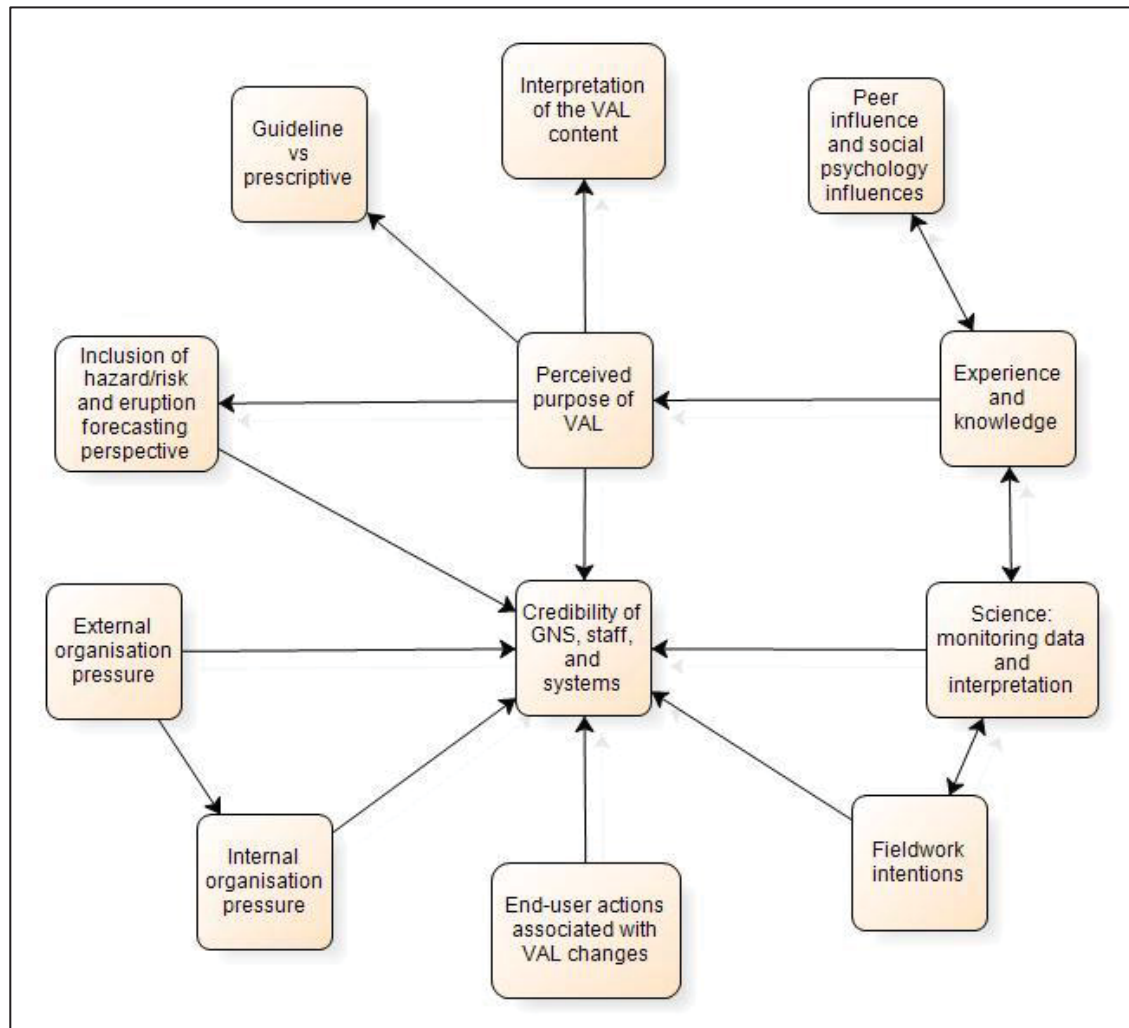 Interpretation
of the VAL
content
Guideline
vs
prescriptive
Peer
influence
and social
psychology
influences
Inclusion of
hazard/risk
and eruption
forecasting
perspective
Perceived
purpose of
VAL
Experience
and
knowledge
External
organisation
pressure
Credibility of
GNS, staff,
and
systems
Science:
monitoring
data and
interpretation
Internal
organisation
pressure
End-user actions
associated with
VAL changes
Fieldwork
intentions